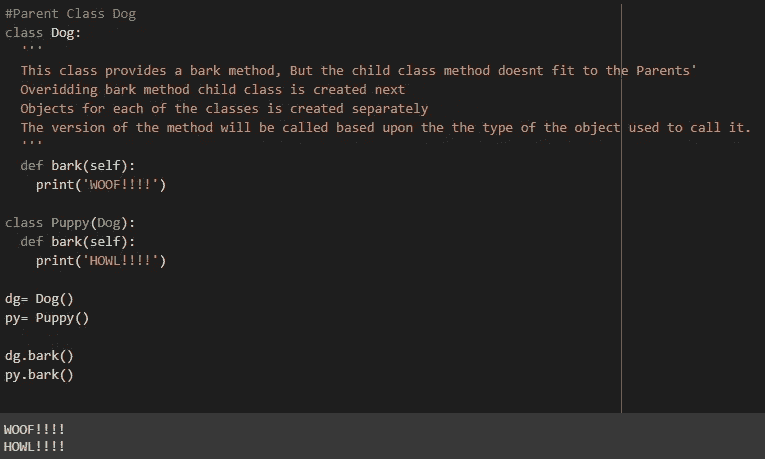 #Parent Class Dog
class Dog:
  '''
  This class provides a bark method, But the child class method doesnt fit to the Parents'
  Overidding bark method child class is created next
  Objects for each of the classes is created separately
  The version of the method will be called based upon the the type of the object used to call it.
  '''
  def bark(self):
    print('WOOF!!!!')
class Puppy(Dog):
  def bark(self):
    print('HOWL!!!!')
dg= Dog()
py= Puppy()
dg.bark()
py.bark()
WOOF!!!!
HOWL!!!!